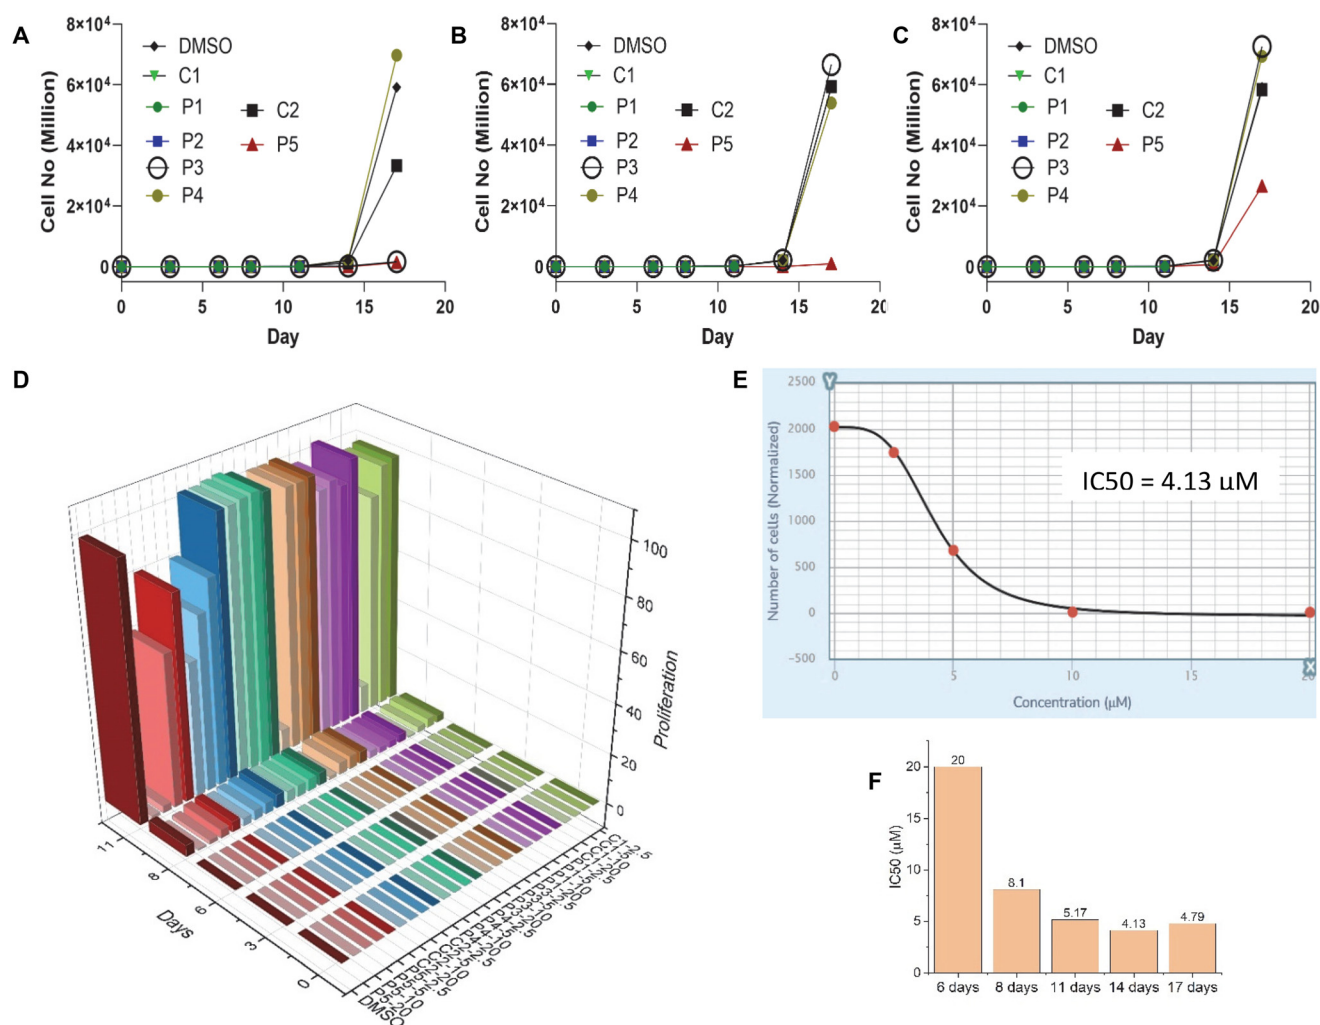 A
8×10⁴
6×10⁴
4×10⁴
2×10⁴
0
Cell No (Million)
DMSO
C1
P1
P2
P3
P4
C2
P5
0 5 10 15 20
Day
B
8×10⁴
6×10⁴
4×10⁴
2×10⁴
0
Cell No (Million)
DMSO
C1
P1
P2
P3
P4
C2
P5
0 5 10 15 20
Day
C
8×10⁴
6×10⁴
4×10⁴
2×10⁴
0
Cell No (Million)
DMSO
C1
P1
P2
P3
P4
C2
P5
0 5 10 15 20
Day
D
100
80
60
40
20
0
Proliferation
11
8
6
3
0
Days
DMSO
E
Y
2500
2000
1500
1000
500
0
-500
Number of cells (Normalized)
IC50 = 4.13 uM
0 5 10 15 20
X
Concentration (μM)
F
20
15
10
5
0
IC50 (μM)
20
8.1
5.17
4.13
4.79
6 days 8 days 11 days 14 days 17 days